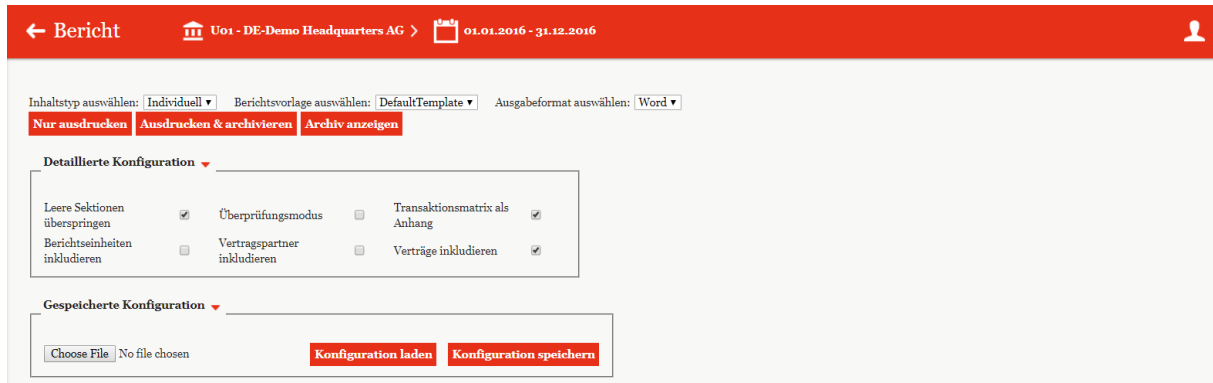 Bericht U01 - DE-Demo Headquarters AG 01.01.2016 - 31.12.2016
Inhaltstyp auswählen: Individuell Berichtsvorlage auswählen: DefaultTemplate Ausgabeformat auswählen: Word
Nur ausdrucken Ausdrucken & archivieren Archiv anzeigen
Detaillierte Konfiguration
Leere Sektionen überspringen Überprüfungsmodus Transaktionsmatrix als Anhang
Berichtseinheiten inkludieren Vertragspartner inkludieren Verträge inkludieren
Gespeicherte Konfiguration
Choose File No file chosen Konfiguration laden Konfiguration speichern